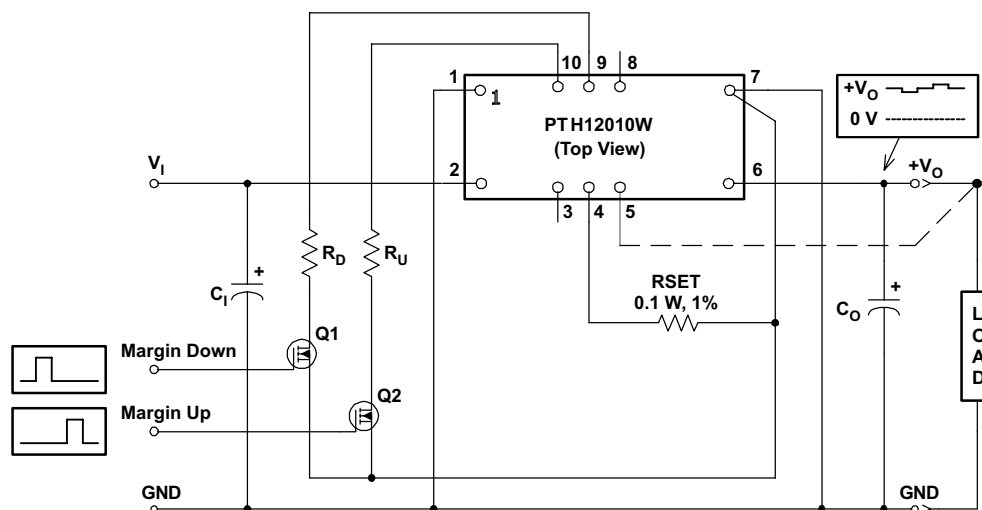 10 9 8
1 1 7
PTH12010W
(Top View)
+VO
0 V
VI
2 6 +VO
3 4 5
RD RU
RSET
0.1 W, 1%
+
CI
+
CO
L
O
A
D
Q1
Margin Down
Q2
Margin Up
GND GND